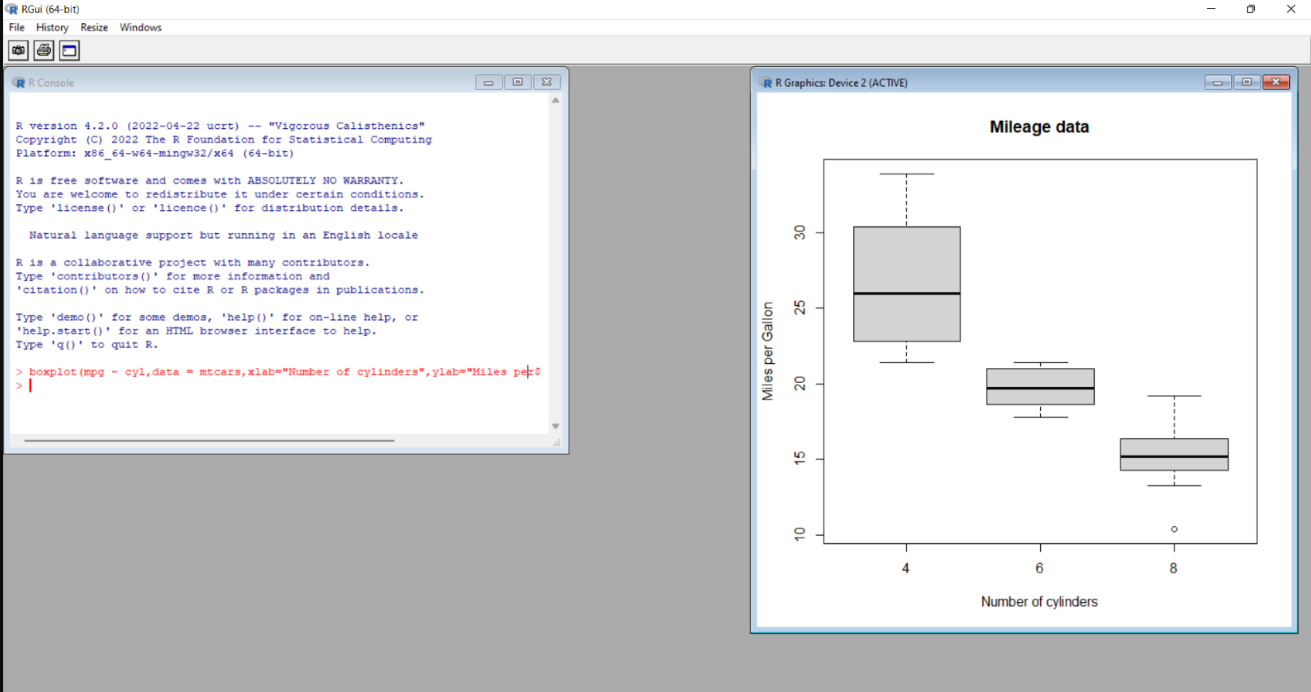 RGui (64-bit)
File History Resize Windows
R Console
R version 4.2.0 (2022-04-22 ucrt) -- "Vigorous Calisthenics"
Copyright (C) 2022 The R Foundation for Statistical Computing
Platform: x86_64-w64-mingw32/x64 (64-bit)
R is free software and comes with ABSOLUTELY NO WARRANTY.
You are welcome to redistribute it under certain conditions.
Type 'license()' or 'licence()' for distribution details.
Natural language support but running in an English locale
R is a collaborative project with many contributors.
Type 'contributors()' for more information and
'citation()' on how to cite R or R packages in publications.
Type 'demo()' for some demos, 'help()' for on-line help, or
'help.start()' for an HTML browser interface to help.
Type 'q()' to quit R.
> boxplot(mpg ~ cyl,data = mtcars,xlab="Number of cylinders",ylab="Miles per$
>
R Graphics: Device 2 (ACTIVE)
Mileage data
Miles per Gallon
30
25
20
15
10
4 6 8
Number of cylinders